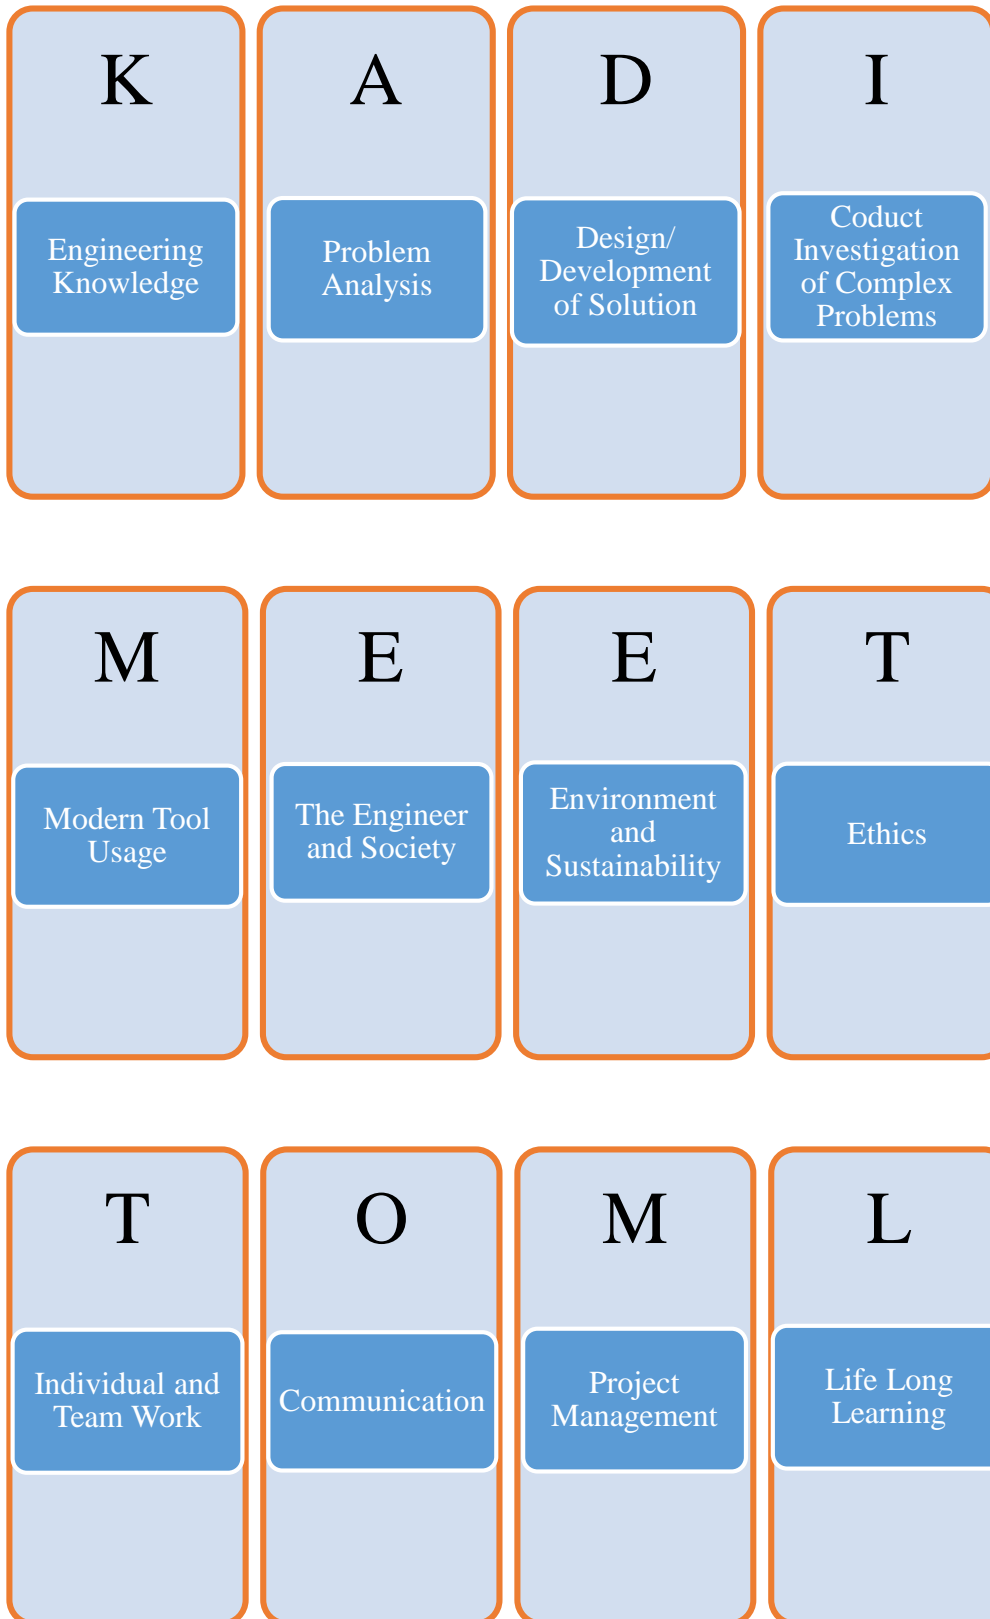 K
Engineering
Knowledge
A
Problem
Analysis
D
Design/
Development
of Solution
I
Coduct
Investigation
of Complex
Problems
M
Modern Tool
Usage
E
The Engineer
and Society
E
Environment
and
Sustainability
T
Ethics
T
Individual and
Team Work
O
Communication
M
Project
Management
L
Life Long
Learning